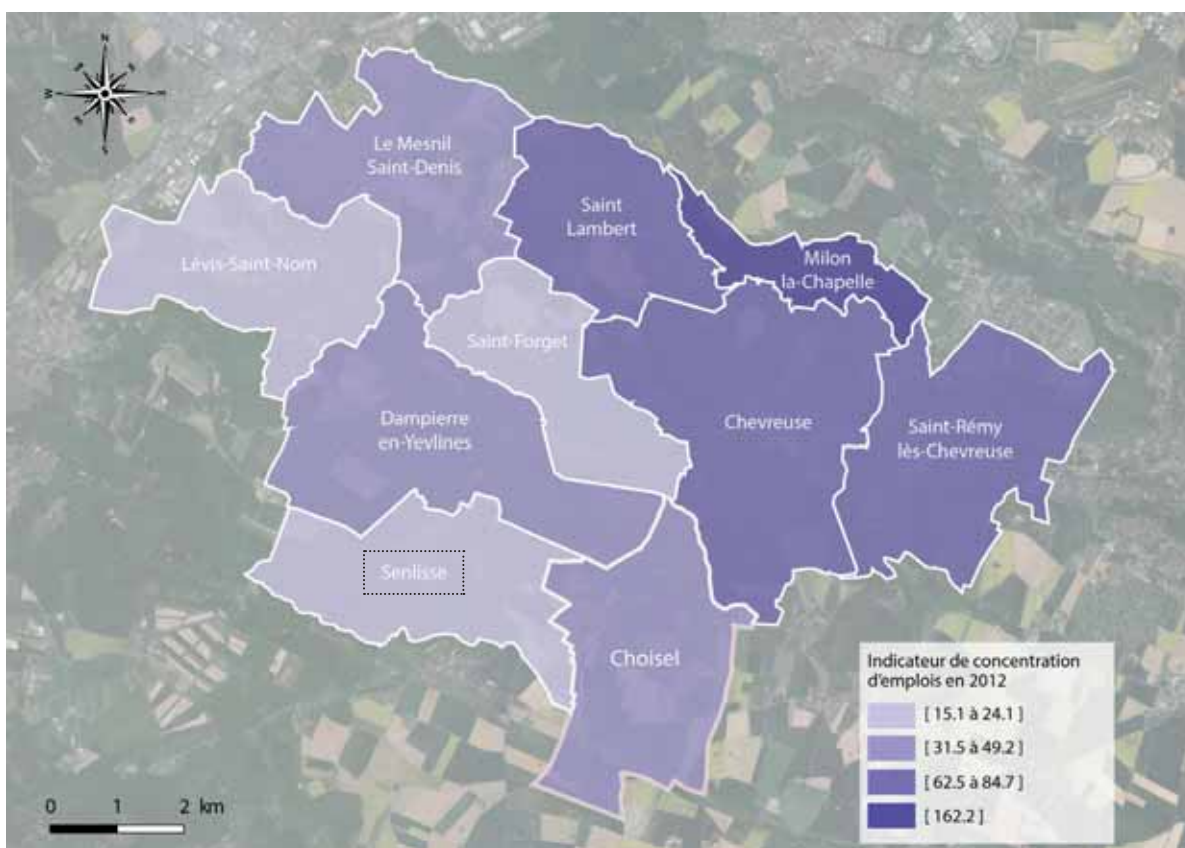 N
W
E
S
Le Mesnil
Saint-Denis
Saint
Lambert
Milon
la-Chapelle
Lévis-Saint-Nom
Saint-Forget
Dampierre
en-Yevlines
Chevreuse
Saint-Rémy
lès-Chevreuse
Senlisse
Choisel
Indicateur de concentration
d'emplois en 2012
[ 15.1 à 24.1 ]
[ 31.5 à 49.2 ]
[ 62.5 à 84.7 ]
[ 162.2 ]
0 1 2 km